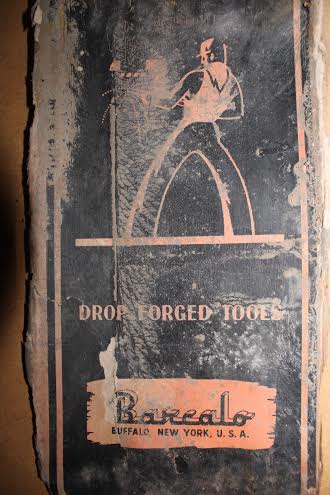 DROP FORGED TOOLS
Barcalo
BUFFALO, NEW YORK, U.S.A.